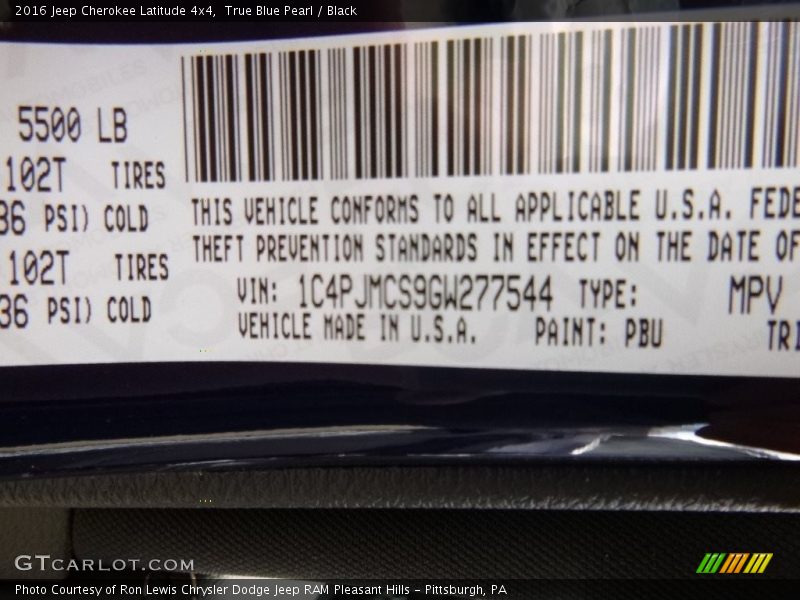 2016 Jeep Cherokee Latitude 4x4,  True Blue Pearl / Black
5500 LB
102T TIRES
36 PSI) COLD
102T TIRES
36 PSI) COLD
THIS VEHICLE CONFORMS TO ALL APPLICABLE U.S.A. FEDE
THEFT PREVENTION STANDARDS IN EFFECT ON THE DATE OF
VIN: 1C4PJMCS9GW277544 TYPE: MPV
VEHICLE MADE IN U.S.A. PAINT: PBU TRI
GTCARLOT.COM
Photo Courtesy of Ron Lewis Chrysler Dodge Jeep RAM Pleasant Hills - Pittsburgh, PA